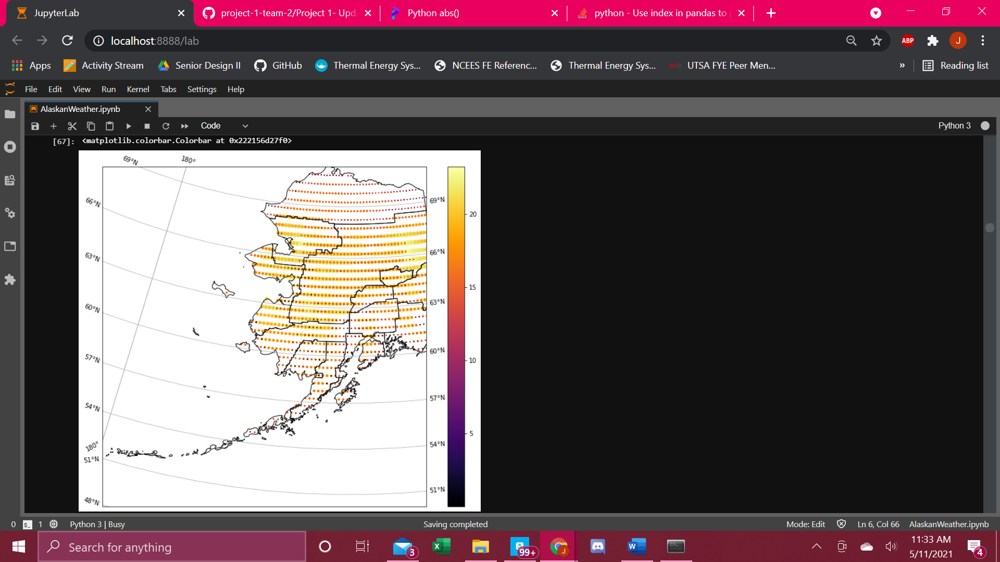 JupyterLab
project-1-team-2/Project 1- Upd
Python abs()
python - Use index in pandas to p
localhost:8888/lab
ABP
J
Apps
Activity Stream
Senior Design II
GitHub
Thermal Energy Sys...
NCEES FE Referenc...
Thermal Energy Sys...
UTSA FYE Peer Men...
»
Reading list
File Edit View Run Kernel Tabs Settings Help
AlaskanWeather.ipynb
Code
Python 3
[67]: <matplotlib.colorbar.Colorbar at 0x222156d27f0>
69°N 180°
66°N
63°N
60°N
57°N
54°N
180°
51°N
48°N
69°N
66°N
63°N
60°N
57°N
54°N
51°N
20
15
10
5
0 $_ 1 Python 3 | Busy
Saving completed
Mode: Edit
Ln 6, Col 66
AlaskanWeather.ipynb
Search for anything
3
99+
J
11:33 AM
5/11/2021
4